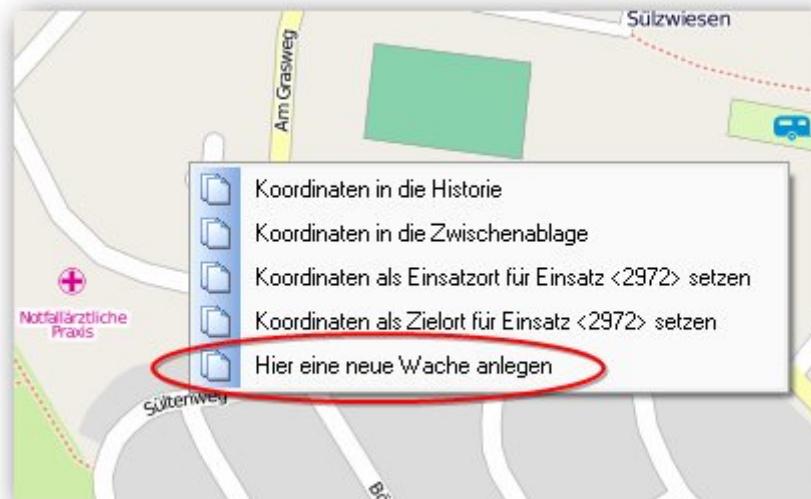 Sülzwiesen
Am Grasweg
Koordinaten in die Historie
Koordinaten in die Zwischenablage
Koordinaten als Einsatzort für Einsatz <2972> setzen
Koordinaten als Zielort für Einsatz <2972> setzen
Hier eine neue Wache anlegen
Notfallärztliche
Praxis
Sültenweg